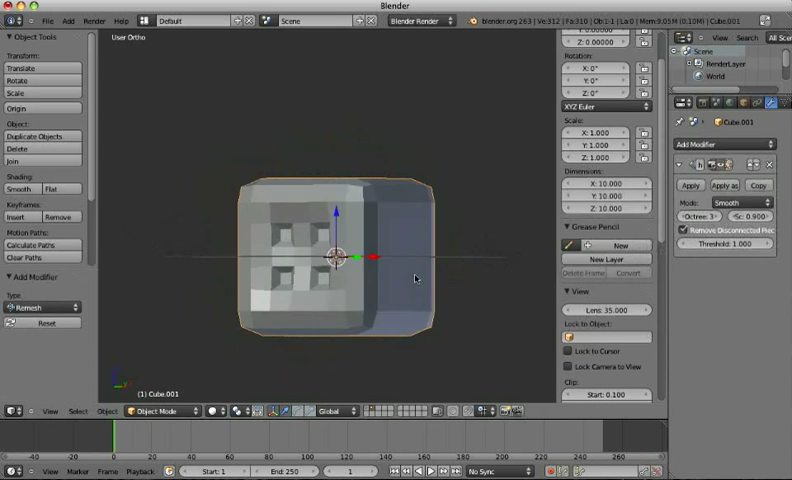 Blender
File Add Render Help Default Scene Blender Render blender.org 263 | Ve:312 | Fa:310 | Ob:1-1 | La:0 | Mem:9.05M (0.10M) | Cube.001
Object Tools
Transform:
Translate
Rotate
Scale
Origin
Object:
Duplicate Objects
Delete
Join
Shading:
Smooth Flat
Keyframes:
Insert Remove
Motion Paths:
Calculate Paths
Clear Paths
Add Modifier
Type
Remesh
Reset
User Ortho
(1) Cube.001
Z: 0.00000
Rotation:
X: 0°
Y: 0°
Z: 0°
XYZ Euler
Scale:
X: 1.000
Y: 1.000
Z: 1.000
Dimensions:
X: 10.000
Y: 10.000
Z: 10.000
Grease Pencil
New
New Layer
Delete Frame Convert
View
Lens: 35.000
Lock to Object:
Lock to Cursor
Lock Camera to View
Clip:
Start: 0.100
View Search All Sce
Scene
RenderLayer
World
Cube.001
Add Modifier
Apply Apply as Copy
Mode: Smooth
Octree: 3 Sc: 0.900
Remove Disconnected Piec
Threshold: 1.000
View Select Object Object Mode Global
-40 -20 0 20 40 60 80 100 120 140 160 180 200 220 240 260
View Marker Frame Playback Start: 1 End: 250 1 No Sync